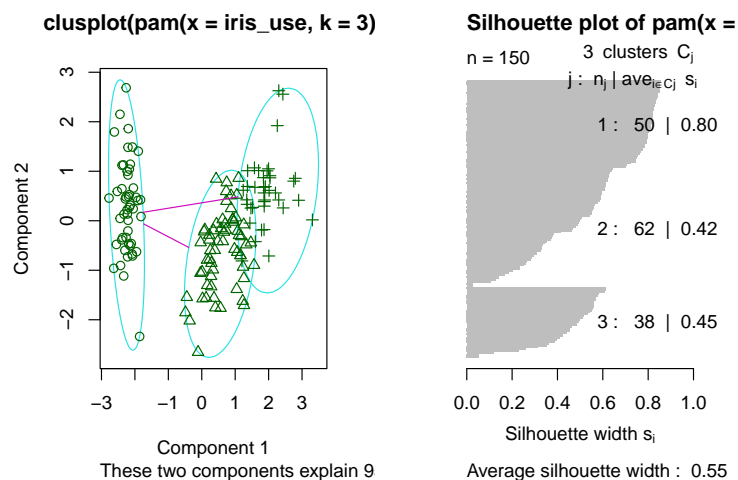 clusplot(pam(x = iris_use, k = 3)
Component 2
3
2
1
0
−1
−2
−3 −1 0 1 2 3
Component 1
These two components explain 9
Silhouette plot of pam(x =
n = 150
3 clusters Cj
j : nj | ave i∈Cj si
1 : 50 | 0.80
2 : 62 | 0.42
3 : 38 | 0.45
0.0 0.2 0.4 0.6 0.8 1.0
Silhouette width si
Average silhouette width : 0.55